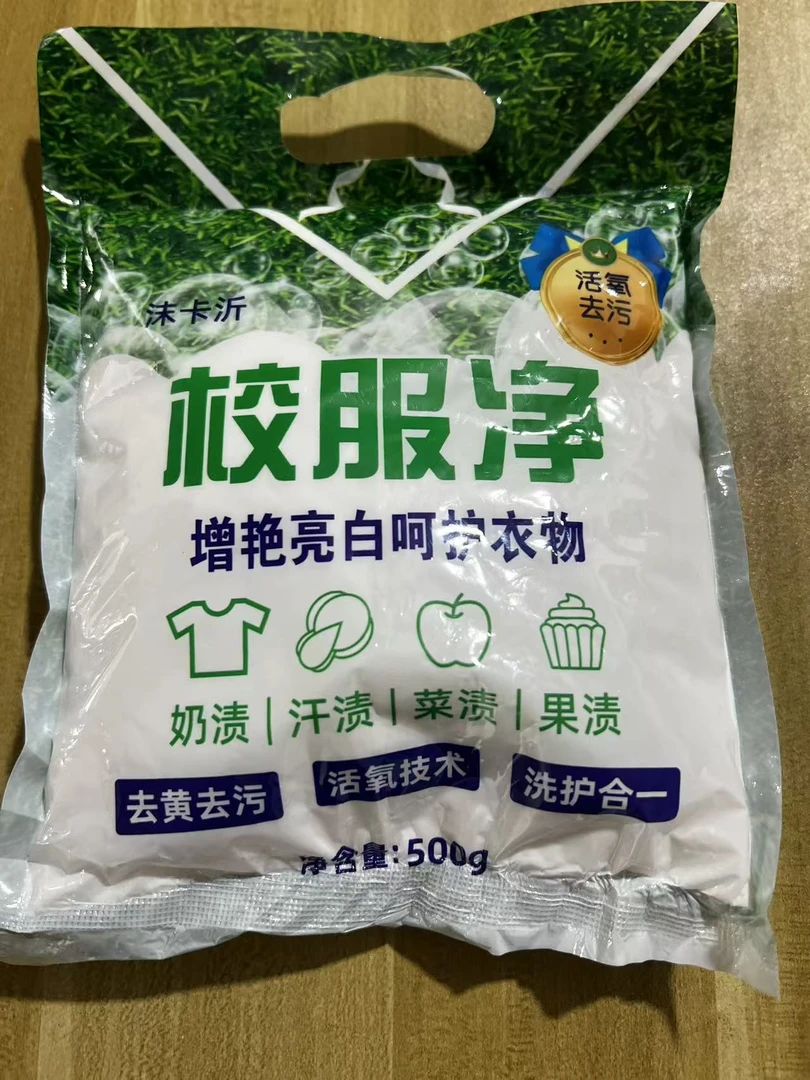 沫卡沂
活氧
去污
校服净
增艳亮白呵护衣物
奶渍|汗渍|菜渍|果渍
去黄去污 活氧技术 洗护合一
净含量:500g